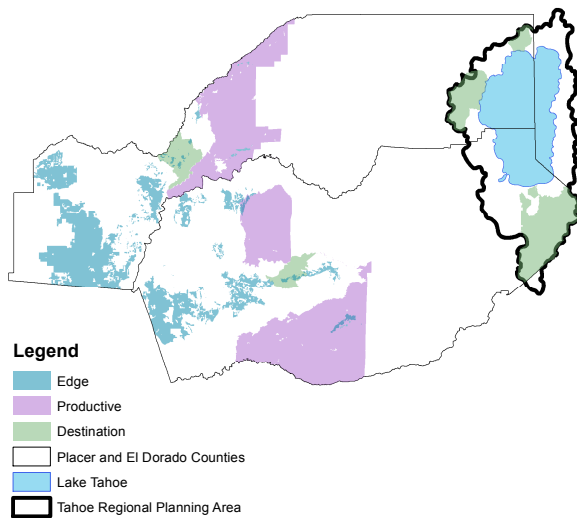 Legend
Edge
Productive
Destination
Placer and El Dorado Counties
Lake Tahoe
Tahoe Regional Planning Area